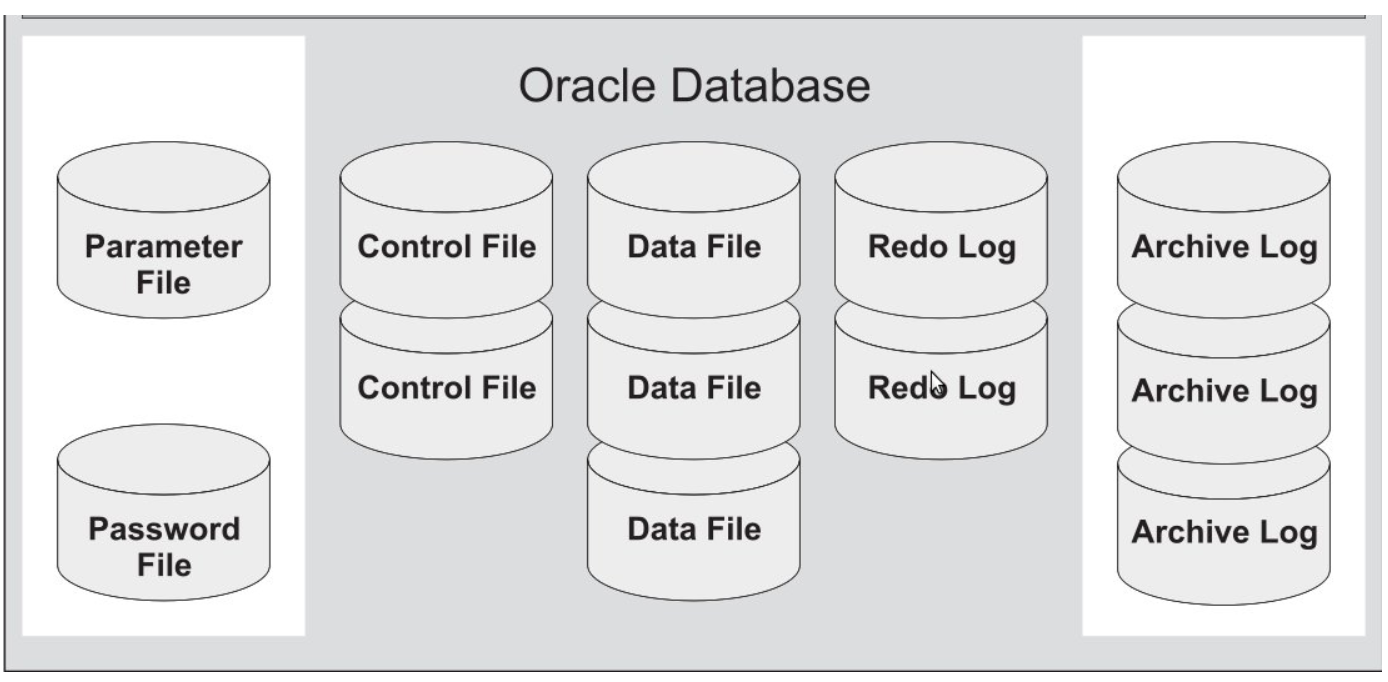 Oracle Database
Parameter
File
Control File
Data File
Redo Log
Archive Log
Control File
Data File
Redo Log
Archive Log
Password
File
Data File
Archive Log